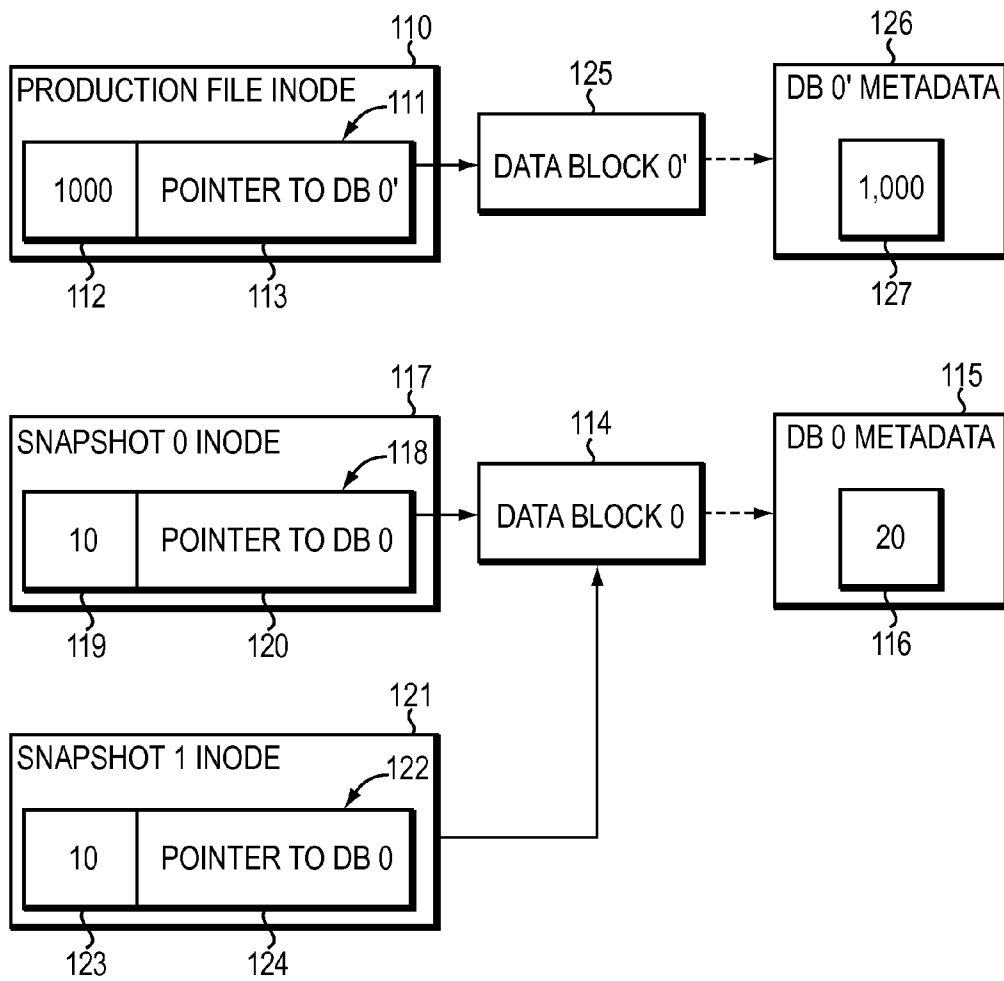 110
PRODUCTION FILE INODE
111
1000 POINTER TO DB 0'
112 113
125
DATA BLOCK 0'
126
DB 0' METADATA
1,000
127
117
SNAPSHOT 0 INODE
118
10 POINTER TO DB 0
119 120
114
DATA BLOCK 0
115
DB 0 METADATA
20
116
121
SNAPSHOT 1 INODE
122
10 POINTER TO DB 0
123 124